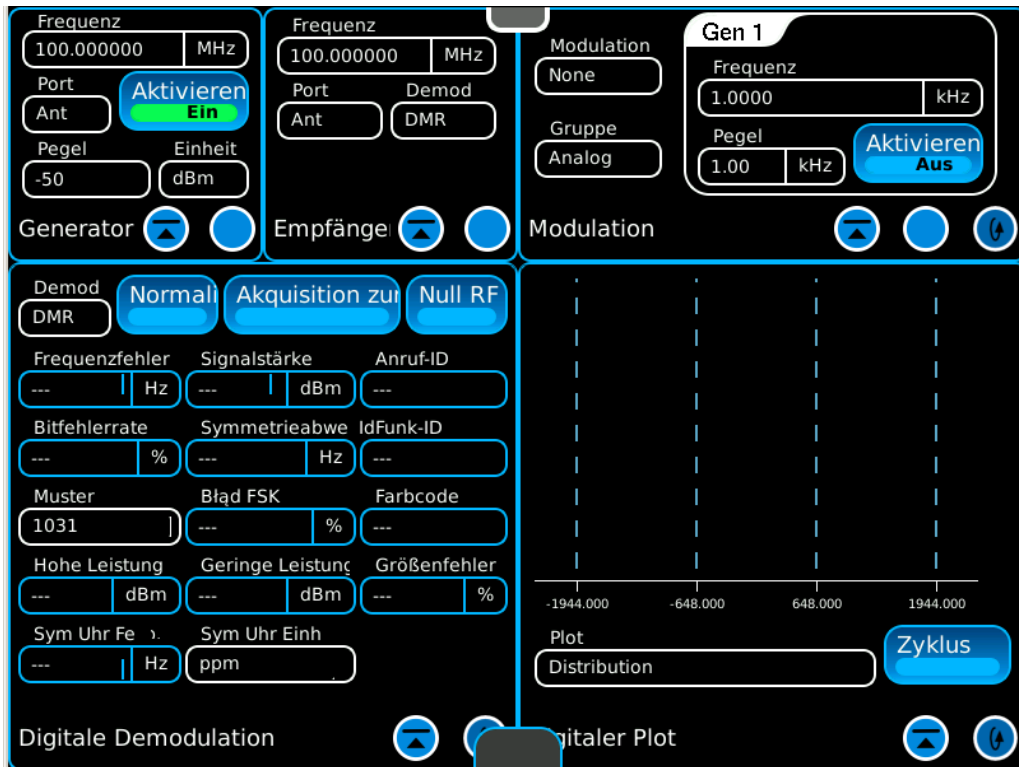 Frequenz
100.000000 MHz
Port
Aktivieren
Ein
Ant
Pegel Einheit
-50 dBm
Generator
Frequenz
100.000000 MHz
Port Demod
Ant DMR
Empfänge
Modulation
None
Gruppe
Analog
Gen 1
Frequenz
1.0000 kHz
Pegel
1.00 kHz
Aktivieren
Aus
Modulation
Demod
DMR
Normali
Akquisition zur
Null RF
Frequenzfehler Signalstärke Anruf-ID
--- Hz --- dBm ---
Bitfehlerrate Symmetrieabwe IdFunk-ID
--- % --- Hz ---
Muster Błąd FSK Farbcode
1031 --- % ---
Hohe Leistung Geringe Leistung Größenfehler
--- dBm --- dBm --- %
Sym Uhr Fe Sym Uhr Einh
--- Hz ppm
Digitale Demodulation
-1944.000 -648.000 648.000 1944.000
Plot
Distribution
Zyklus
gitaler Plot